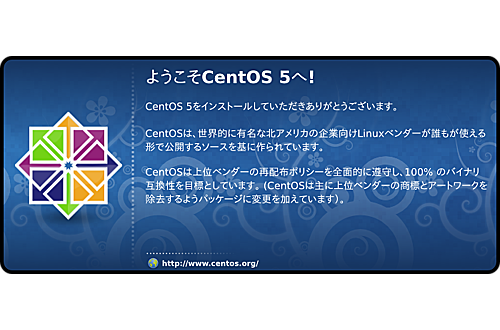 ようこそCentOS 5へ!
CentOS 5をインストールしていただきありがとうございます。
CentOSは、世界的に有名な北アメリカの企業向けLinuxベンダーが誰もが使える
形で公開するソースを基に作られています。
CentOSは上位ベンダーの再配布ポリシーを全面的に遵守し、100% のバイナリ
互換性を目標としています。(CentOSは主に上位ベンダーの商標とアートワークを
除去するようパッケージに変更を加えています)。
http://www.centos.org/